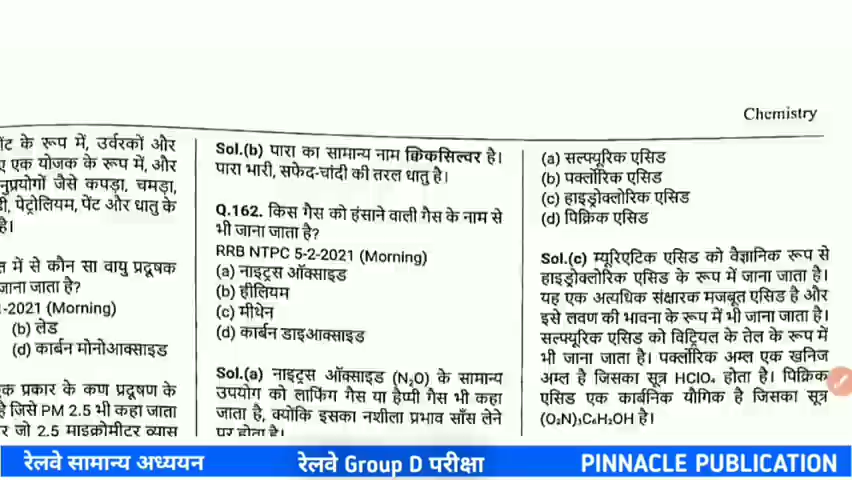 Chemistry
ेंट के रूप में, उर्वरकों और
ए एक योजक के रूप में, और
नुप्रयोगों जैसे कपड़ा, चमड़ा,
डी, पेट्रोलियम, पेंट और धातु के
है।
त में से कौन सा वायु प्रदूषक
जाना जाता है?
-2021 (Morning)
(b) लेड
(d) कार्बन मोनोआक्साइड
एक प्रकार के कण प्रदूषण के
है जिसे PM 2.5 भी कहा जाता
र जो 2.5 माइक्रोमीटर व्यास
Sol.(b) पारा का सामान्य नाम क्विकसिल्वर है।
पारा भारी, सफेद-चांदी की तरल धातु है।
Q.162. किस गैस को हंसाने वाली गैस के नाम से
भी जाना जाता है?
RRB NTPC 5-2-2021 (Morning)
(a) नाइट्रस ऑक्साइड
(b) हीलियम
(c) मीथेन
(d) कार्बन डाइआक्साइड
Sol.(a) नाइट्रस ऑक्साइड (N₂O) के सामान्य
उपयोग को लाफिंग गैस या हैप्पी गैस भी कहा
जाता है, क्योंकि इसका नशीला प्रभाव साँस लेने
पर होता है।
(a) सल्फ्यूरिक एसिड
(b) पर्क्लोरिक एसिड
(c) हाइड्रोक्लोरिक एसिड
(d) पिक्रिक एसिड
Sol.(c) म्यूरिएटिक एसिड को वैज्ञानिक रूप से
हाइड्रोक्लोरिक एसिड के रूप में जाना जाता है।
यह एक अत्यधिक संक्षारक मजबूत एसिड है और
इसे लवण की भावना के रूप में भी जाना जाता है।
सल्फ्यूरिक एसिड को विट्रियल के तेल के रूप में
भी जाना जाता है। पर्क्लोरिक अम्ल एक खनिज
अम्ल है जिसका सूत्र HClO₄ होता है। पिक्रिक
एसिड एक कार्बनिक यौगिक है जिसका सूत्र
(O₂N)₃C₆H₂OH है।
रेलवे सामान्य अध्ययन
रेलवे Group D परीक्षा
PINNACLE PUBLICATION